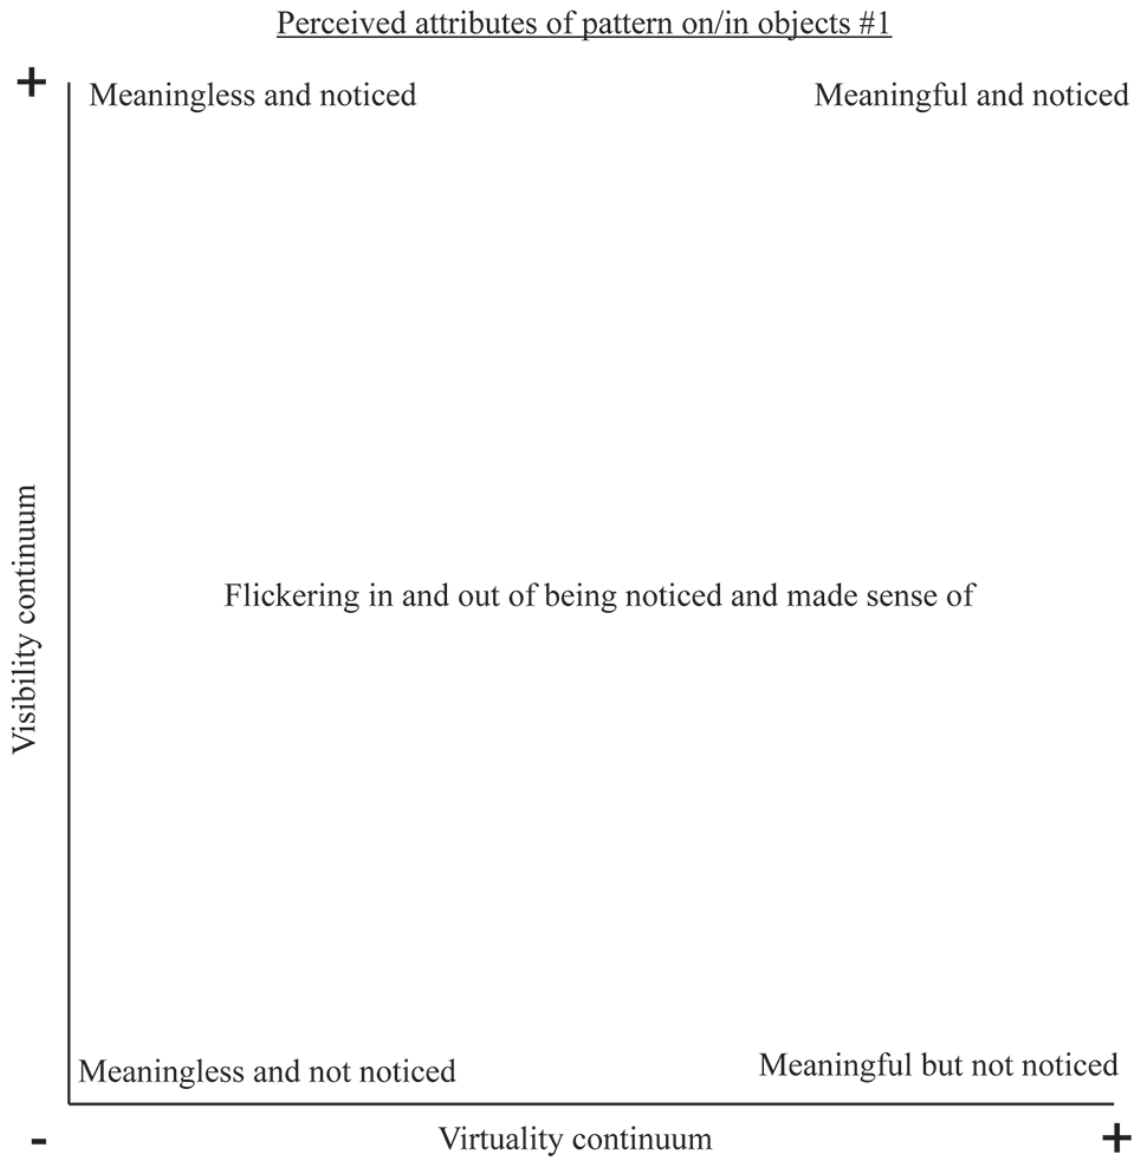 Perceived attributes of pattern on/in objects #1
+
Meaningless and noticed
Meaningful and noticed
Visibility continuum
Flickering in and out of being noticed and made sense of
Meaningless and not noticed
Meaningful but not noticed
-
Virtuality continuum
+